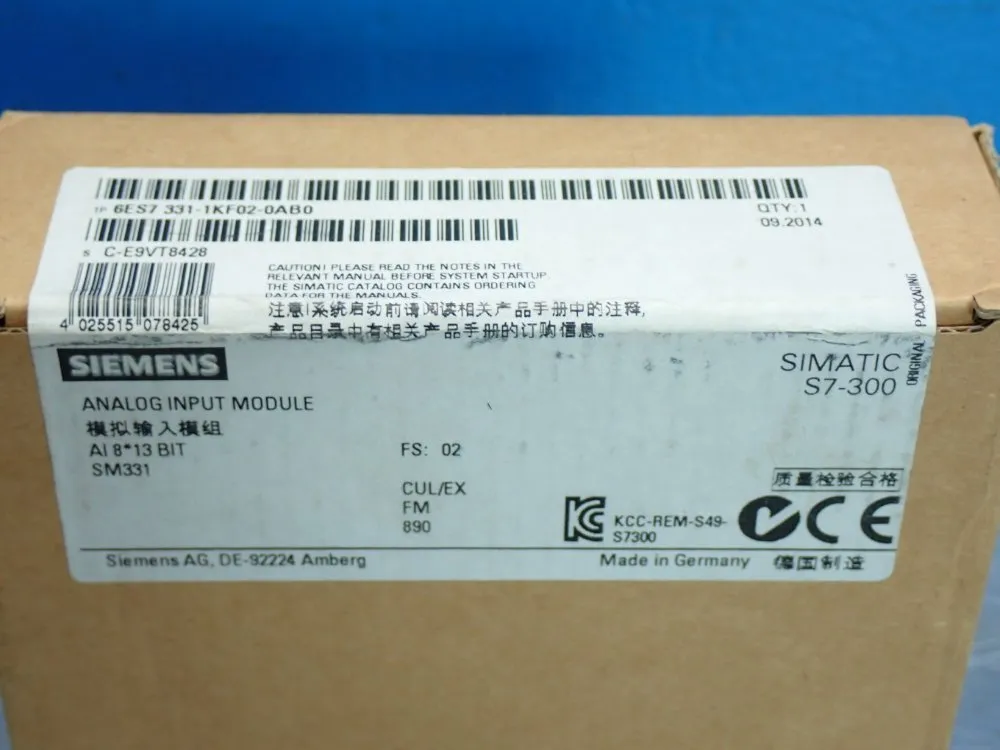 1P 6ES7 331-1KF02-0AB0
QTY:1
09.2014
S C-E9VT8428
4 025515 078425
CAUTION! PLEASE READ THE NOTES IN THE
RELEVANT MANUAL BEFORE SYSTEM STARTUP.
THE SIMATIC CATALOG CONTAINS ORDERING
DATA FOR THE MANUALS.
注意!系统启动前请阅读相关产品手册中的注释,
产品目录中有相关产品手册的订购信息。
ORIGINAL PACKAGING
SIEMENS
SIMATIC
S7-300
ANALOG INPUT MODULE
模拟输入模组
AI 8*13 BIT
SM331
FS: 02
CUL/EX
FM
890
质量检验合格
KC
KCC-REM-S49-
S7300
CE
Siemens AG, DE-92224 Amberg
Made in Germany
德国制造